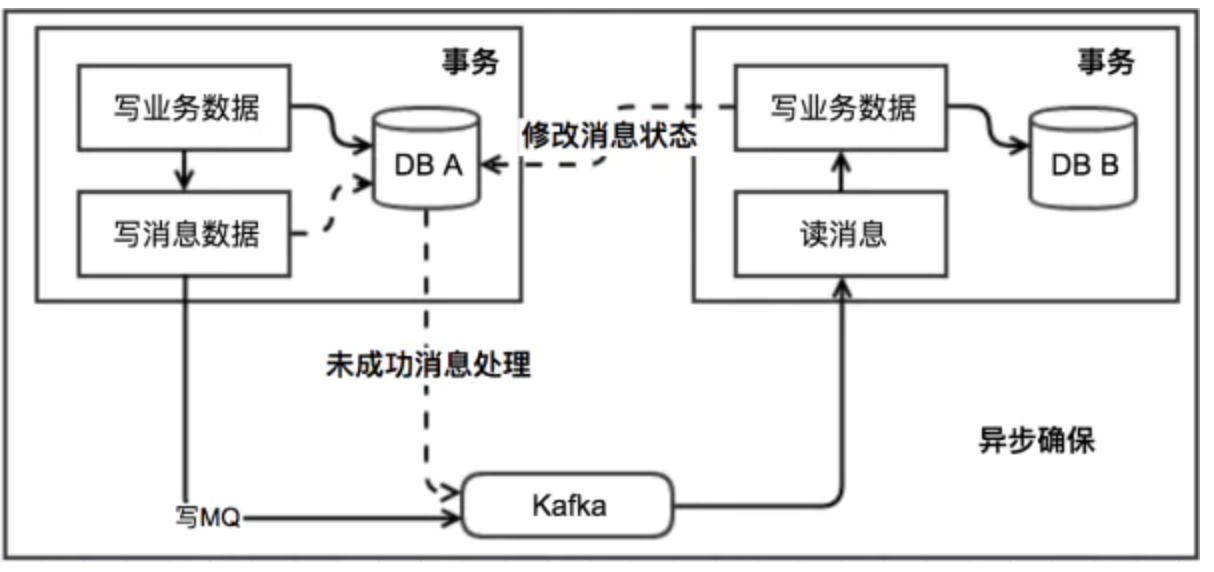 事务
写业务数据
DB A
写消息数据
修改消息状态
事务
写业务数据
DB B
读消息
未成功消息处理
异步确保
写MQ
Kafka